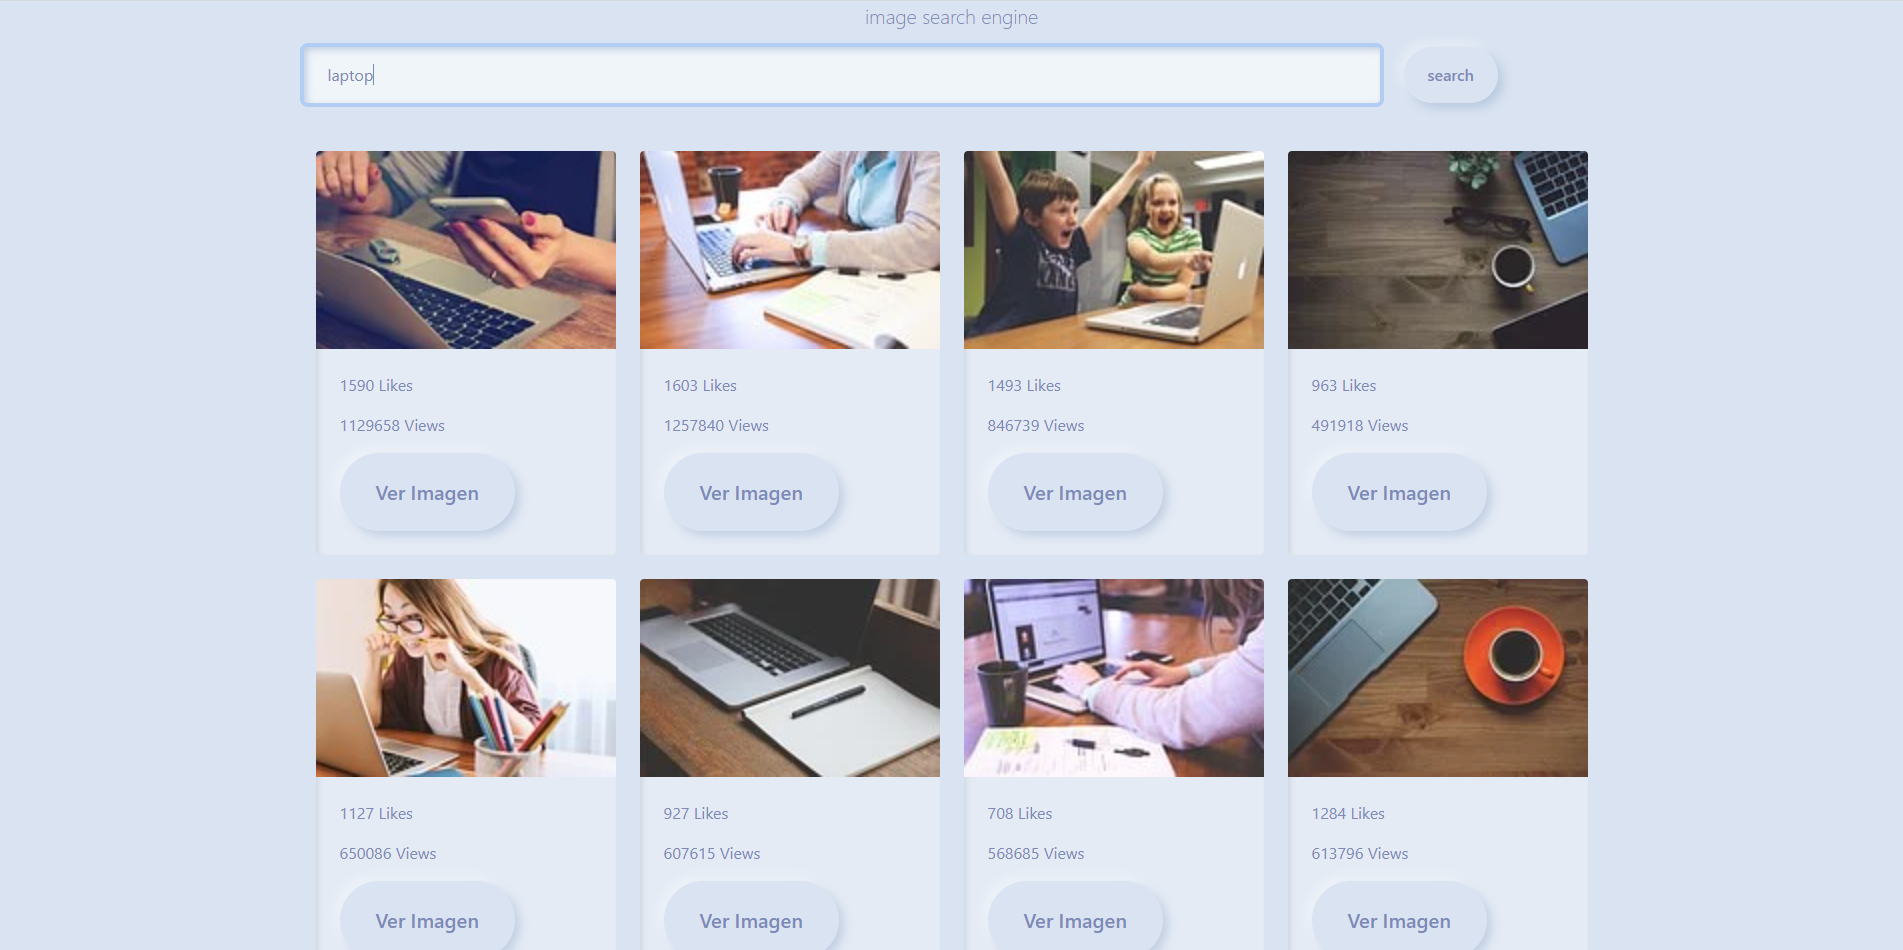 image search engine
laptop
search
1590 Likes
1603 Likes
1493 Likes
963 Likes
1129658 Views
1257840 Views
846739 Views
491918 Views
Ver Imagen
Ver Imagen
Ver Imagen
Ver Imagen
1127 Likes
927 Likes
708 Likes
1284 Likes
650086 Views
607615 Views
568685 Views
613796 Views
Ver Imagen
Ver Imagen
Ver Imagen
Ver Imagen